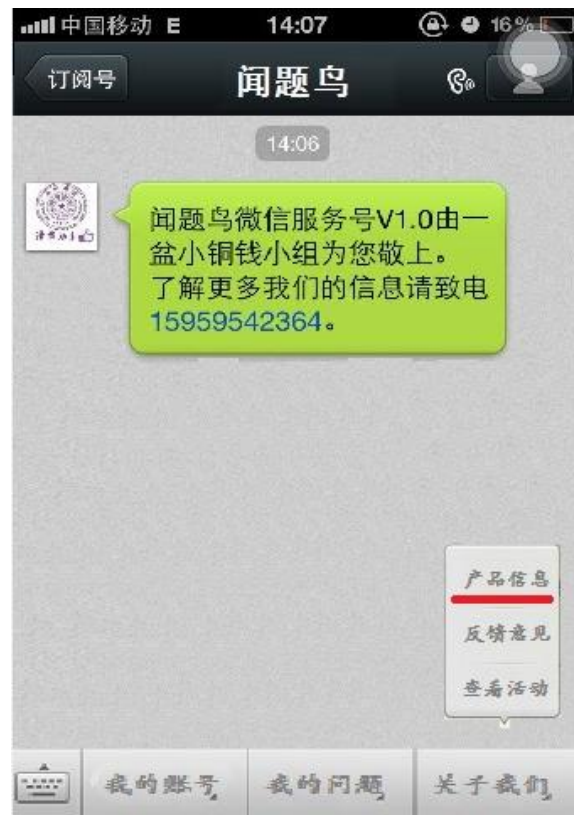 中国移动 E 14:07 16%
订阅号 闻题鸟
14:06
闻题鸟微信服务号V1.0由一
盆小铜钱小组为您敬上。
了解更多我们的信息请致电
15959542364。
产品信息
反馈意见
查看活动
我的账号 我的问题 关于我们